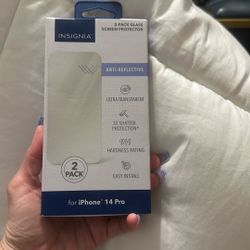 INSIGNIA
2-PACK GLASS
SCREEN PROTECTOR
ANTI-REFLECTIVE
ULTRA-TRANSPARENT
3X SHATTER
PROTECTION*
HARDNESS RATING
EASY INSTALL
2
PACK
for iPhone® 14 Pro